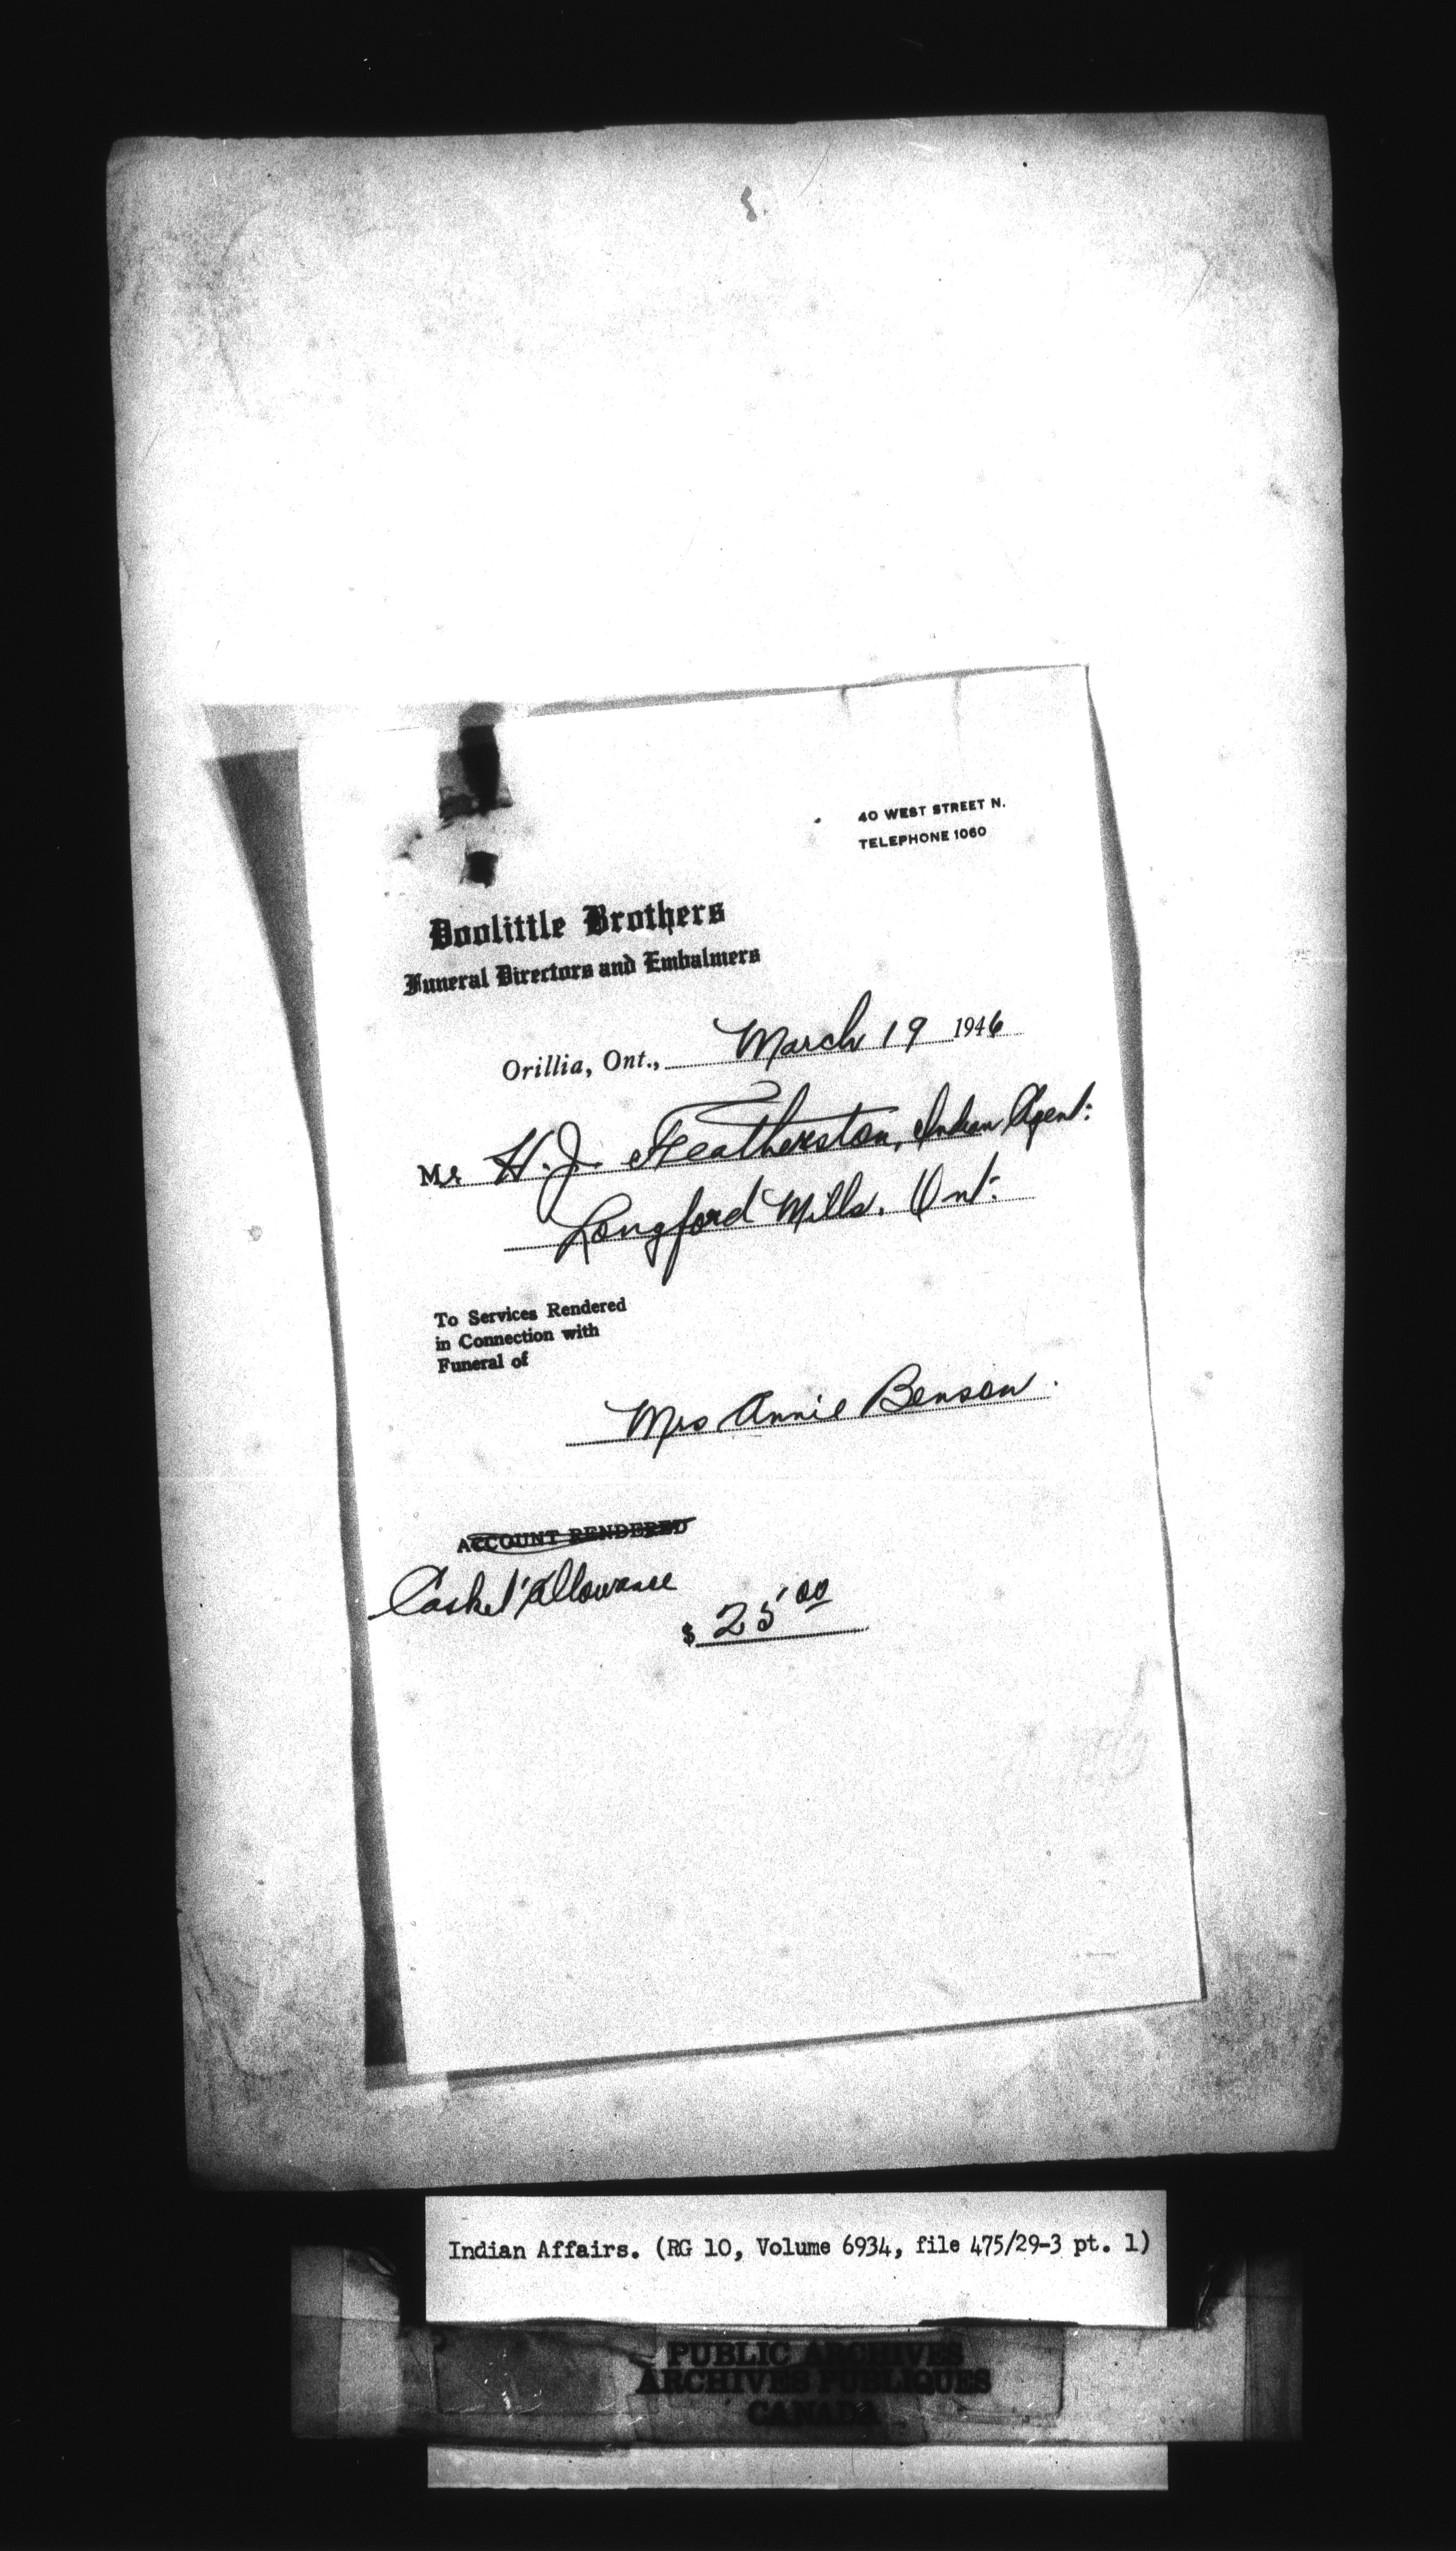 40 WEST STREET N.
TELEPHONE 1060
Doolittle Brothers
Funeral Directors and Embalmers
Orillia, Ont., March 19 1946
Mr H. J. Featherston, Indian Agent.
Longford Mills. Ont.
To Services Rendered
in Connection with
Funeral of
Mrs Annie Benson.
ACCOUNT RENDERED
Casket Allowance
$ 25.00
Indian Affairs. (RG 10, Volume 6934, file 475/29-3 pt. 1)
PUBLIC ARCHIVES
ARCHIVES PUBLIQUES
CANADA